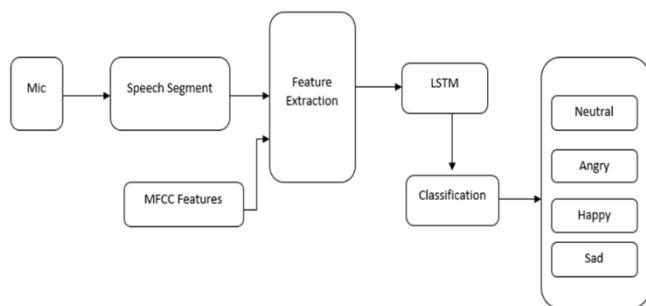 Mic
Speech Segment
Feature
Extraction
MFCC Features
LSTM
Classification
Neutral
Angry
Happy
Sad